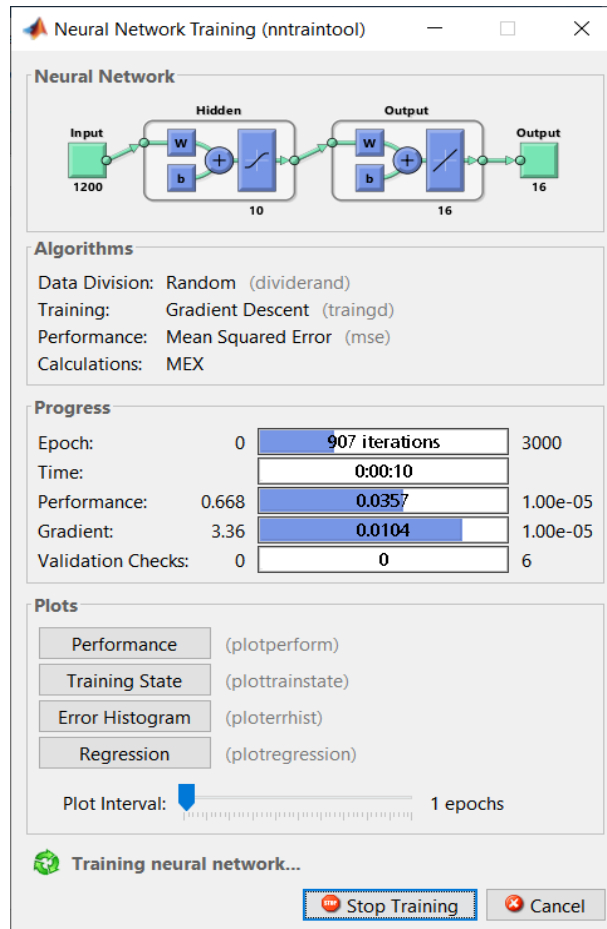 Neural Network Training (nntraintool)
Neural Network
Hidden Output
Input Output
W W
b b
1200 16
10 16
Algorithms
Data Division: Random (dividerand)
Training: Gradient Descent (traingd)
Performance: Mean Squared Error (mse)
Calculations: MEX
Progress
Epoch: 0 907 iterations 3000
Time: 0:00:10
Performance: 0.668 0.0357 1.00e-05
Gradient: 3.36 0.0104 1.00e-05
Validation Checks: 0 0 6
Plots
Performance (plotperform)
Training State (plottrainstate)
Error Histogram (ploterrhist)
Regression (plotregression)
Plot Interval: 1 epochs
Training neural network...
STOP Stop Training Cancel